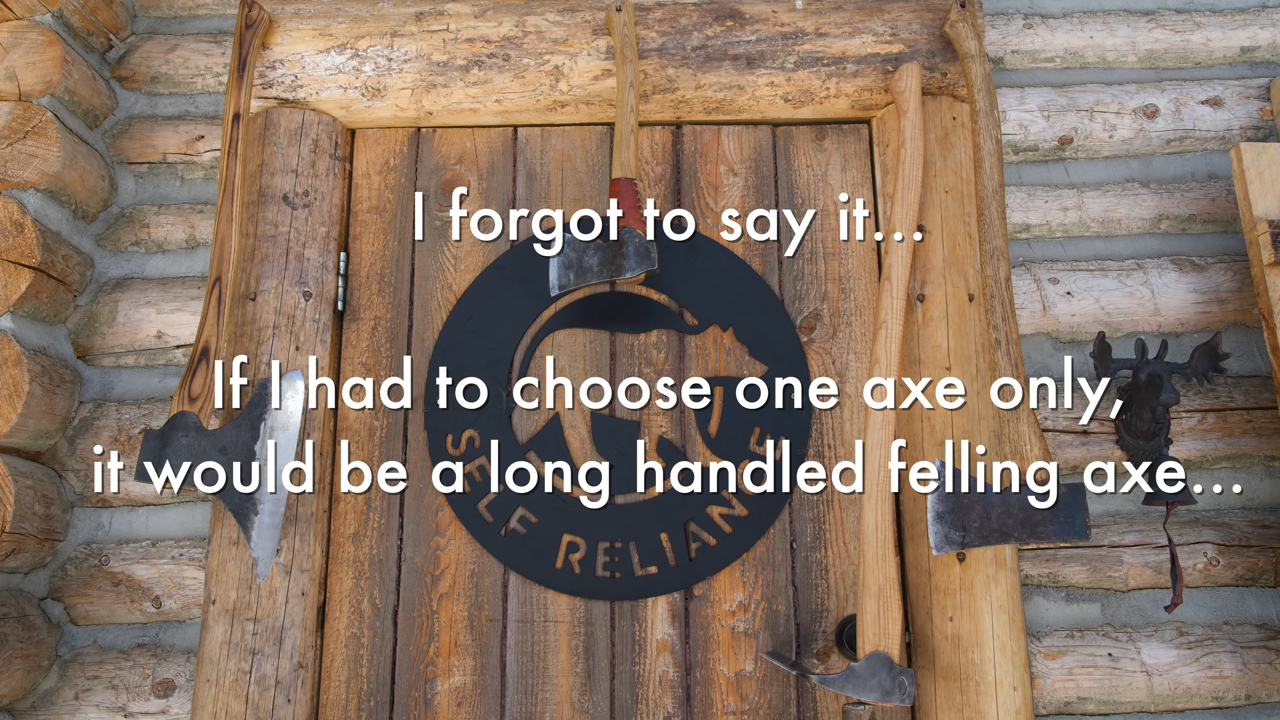 I forgot to say it...
If I had to choose one axe only,
it would be a long handled felling axe...
SELF RELIANCE